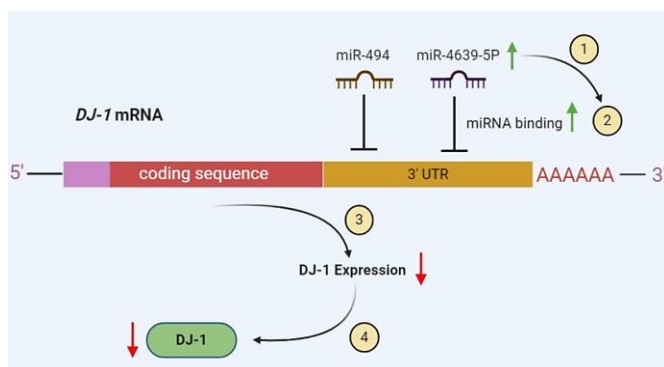 miR-494 miR-4639-5P 1
DJ-1 mRNA miRNA binding 2
5' coding sequence 3' UTR AAAAAA 3'
3
DJ-1 Expression
DJ-1 4